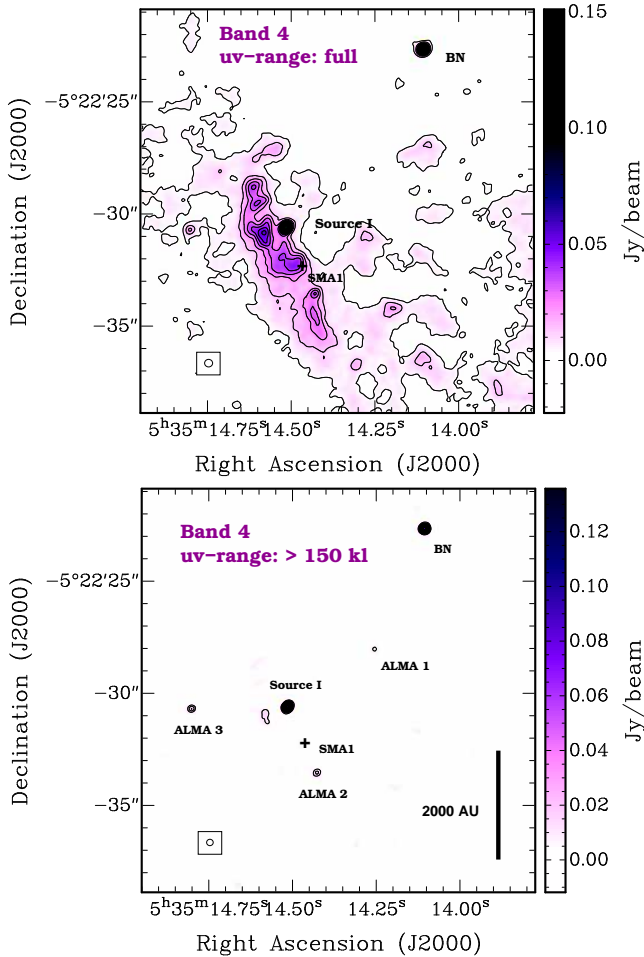 Band 4
uv−range: full
BN
Source I
SMA1
−5°22'25"
−30"
−35"
Declination (J2000)
5ʰ35ᵐ14.75ˢ 14.50ˢ 14.25ˢ 14.00ˢ
Right Ascension (J2000)
0.15
0.10
0.05
0.00
Jy/beam
Band 4
uv−range: > 150 kl
BN
ALMA 1
Source I
ALMA 3
SMA1
ALMA 2
2000 AU
−5°22'25"
−30"
−35"
Declination (J2000)
5ʰ35ᵐ14.75ˢ 14.50ˢ 14.25ˢ 14.00ˢ
Right Ascension (J2000)
0.12
0.10
0.08
0.06
0.04
0.02
0.00
Jy/beam